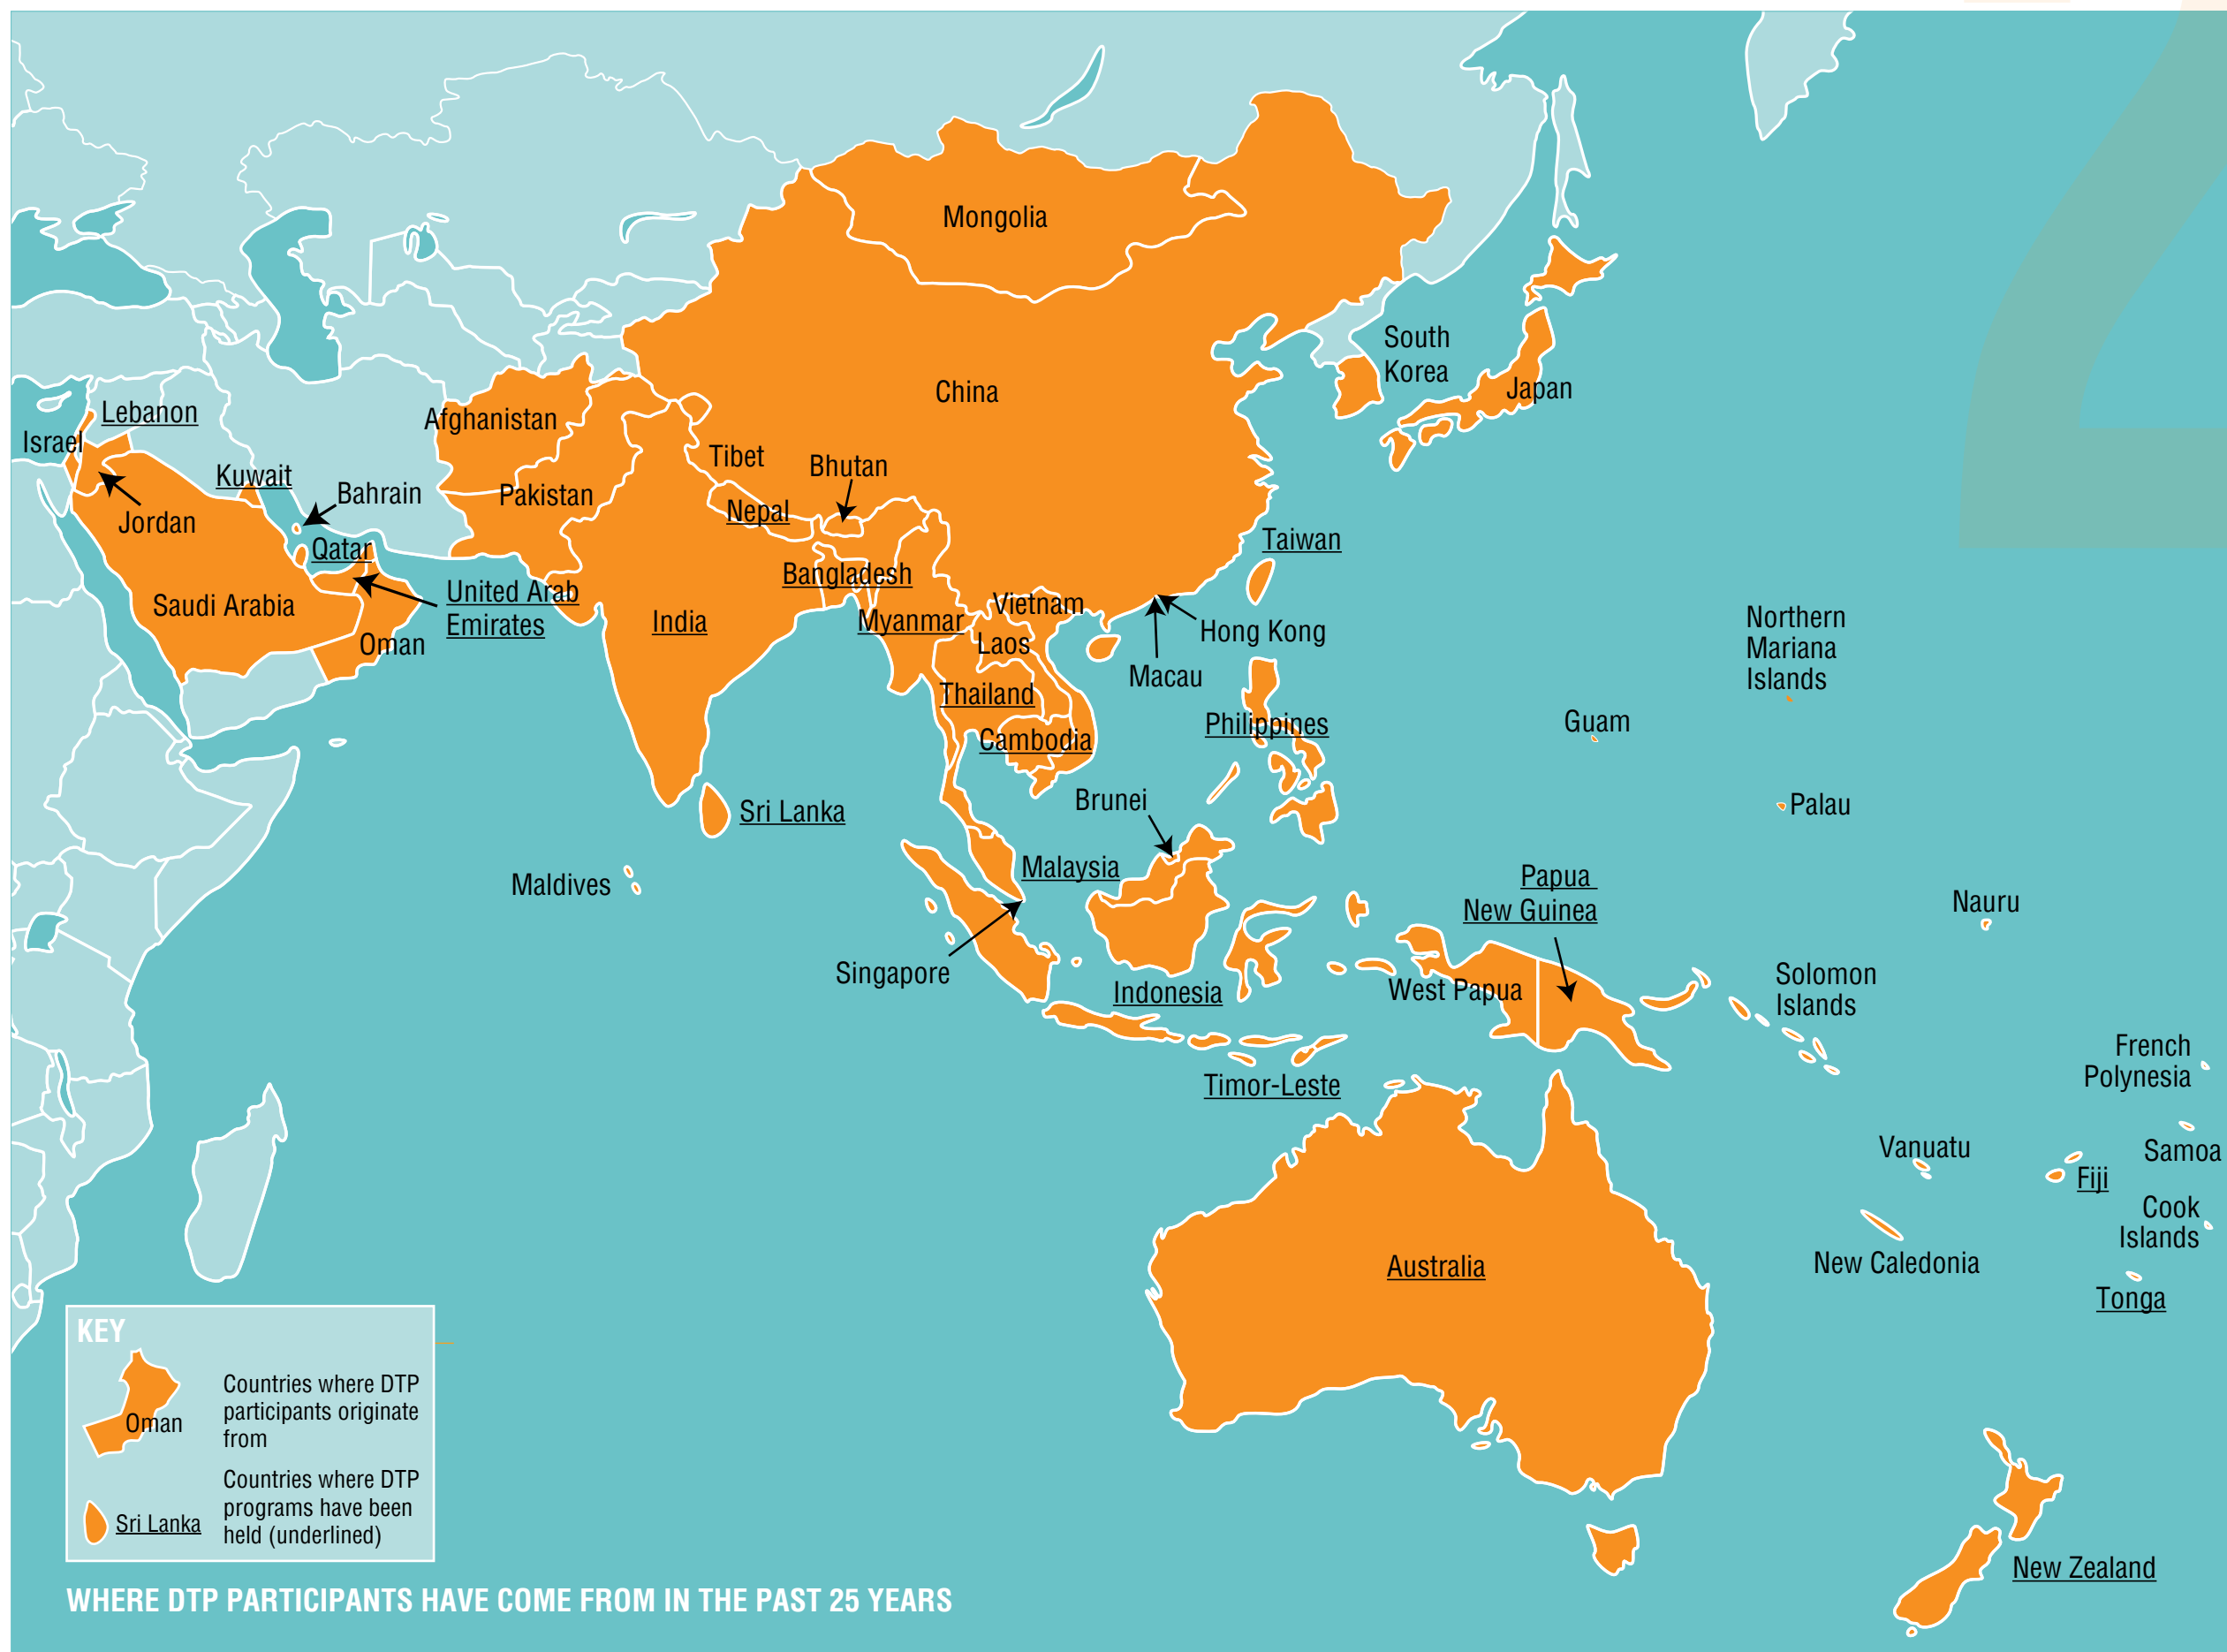 Mongolia
South
Korea
China
Japan
Lebanon
Afghanistan
Israel
Tibet
Bhutan
Kuwait
Bahrain
Pakistan
Nepal
Jordan
Taiwan
Qatar
Bangladesh
United Arab
Emirates
Saudi Arabia
Vietnam
India
Myanmar
Hong Kong
Northern
Mariana
Islands
Oman
Laos
Macau
Thailand
Philippines
Guam
Cambodia
Brunei
Palau
Sri Lanka
Malaysia
Maldives
Papua
New Guinea
Nauru
Singapore
Solomon
Islands
West Papua
Indonesia
French
Polynesia
Timor-Leste
Vanuatu
Samoa
Fiji
Cook
Islands
Australia
New Caledonia
Tonga
New Zealand
KEY
Countries where DTP
participants originate
from
Oman
Countries where DTP
programs have been
held (underlined)
Sri Lanka
WHERE DTP PARTICIPANTS HAVE COME FROM IN THE PAST 25 YEARS